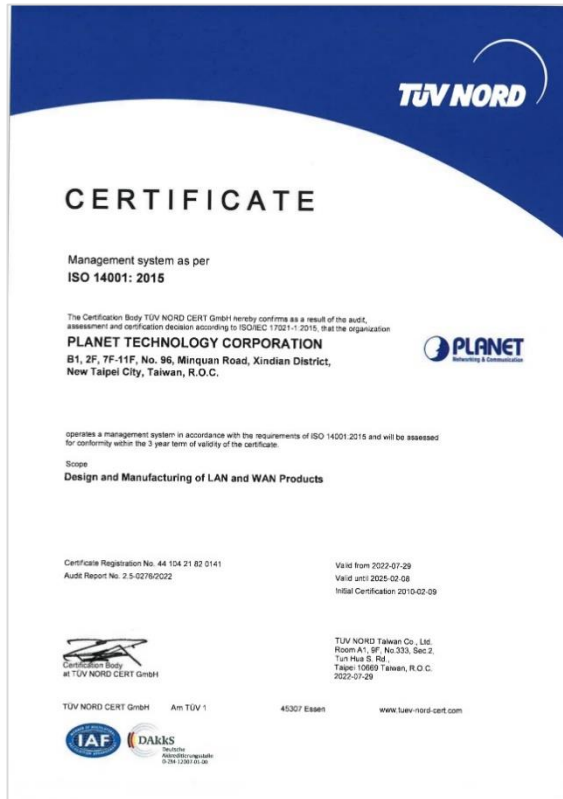 TÜV NORD
CERTIFICATE
Management system as per
ISO 14001: 2015
The Certification Body TÜV NORD CERT GmbH hereby confirms as a result of the audit,
assessment and certification decision according to ISO/IEC 17021-1:2015, that the organization
PLANET TECHNOLOGY CORPORATION
B1, 2F, 7F-11F, No. 96, Minquan Road, Xindian District,
New Taipei City, Taiwan, R.O.C.
PLANET
Networking & Communication
operates a management system in accordance with the requirements of ISO 14001:2015 and will be assessed
for conformity within the 3 year term of validity of the certificate.
Scope
Design and Manufacturing of LAN and WAN Products
Certificate Registration No. 44 104 21 82 0141
Audit Report No. 2.5-0276/2022
Valid from 2022-07-29
Valid until 2025-02-08
Initial Certification 2010-02-09
Certification Body
at TÜV NORD CERT GmbH
TUV NORD Taiwan Co., Ltd.
Room A1, 9F, No.333, Sec.2,
Tun Hua S. Rd.,
Taipei 10669 Taiwan, R.O.C.
2022-07-29
TÜV NORD CERT GmbH Am TÜV 1 45307 Essen www.tuev-nord-cert.com
IAF
DAkkS
Deutsche
Akkreditierungsstelle
D-ZM-12007-01-00